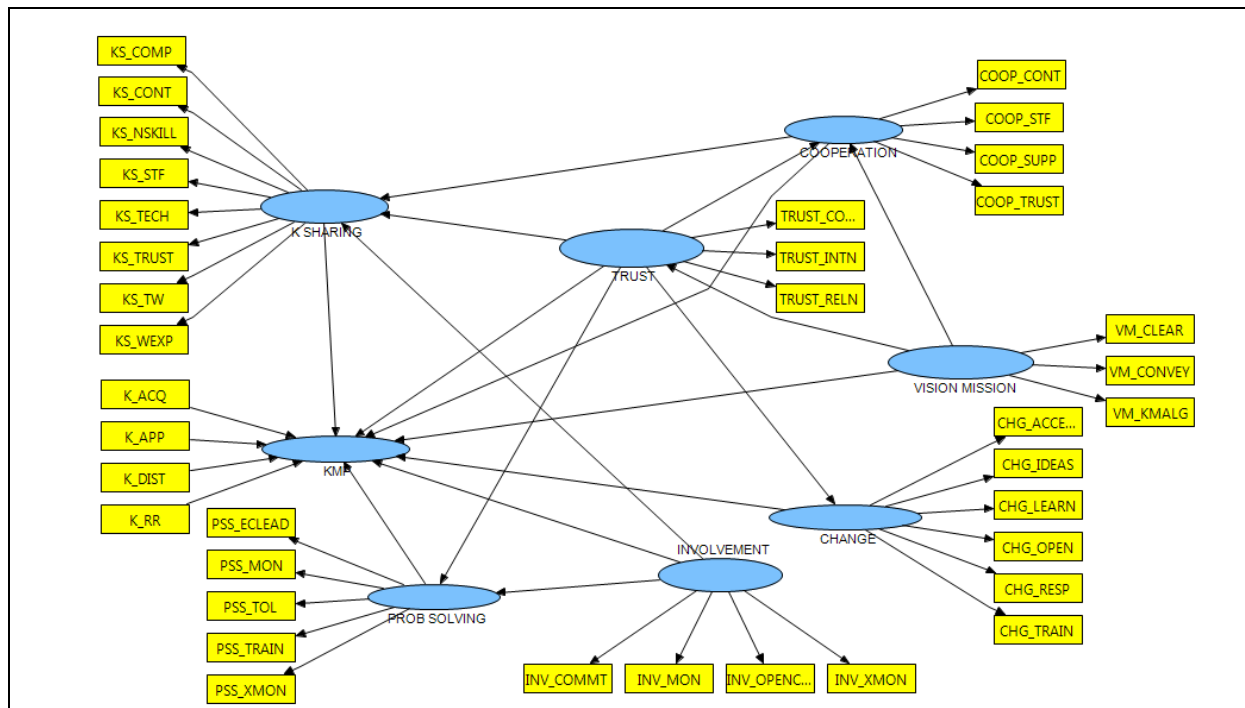 KS_COMP
KS_CONT
KS_NSKILL
KS_STF
KS_TECH
KS_TRUST
KS_TW
KS_WEXP
K SHARING
COOP_CONT
COOP_STF
COOP_SUPP
COOP_TRUST
COOPERATION
TRUST_CO...
TRUST_INTN
TRUST_RELN
TRUST
VM_CLEAR
VM_CONVEY
VM_KMALG
VISION MISSION
K_ACQ
K_APP
K_DIST
K_RR
KMP
CHG_ACCE...
CHG_IDEAS
CHG_LEARN
CHG_OPEN
CHG_RESP
CHG_TRAIN
CHANGE
PSS_ECLEAD
PSS_MON
PSS_TOL
PSS_TRAIN
PSS_XMON
PROB SOLVING
INVOLVEMENT
INV_COMMT
INV_MON
INV_OPENC...
INV_XMON